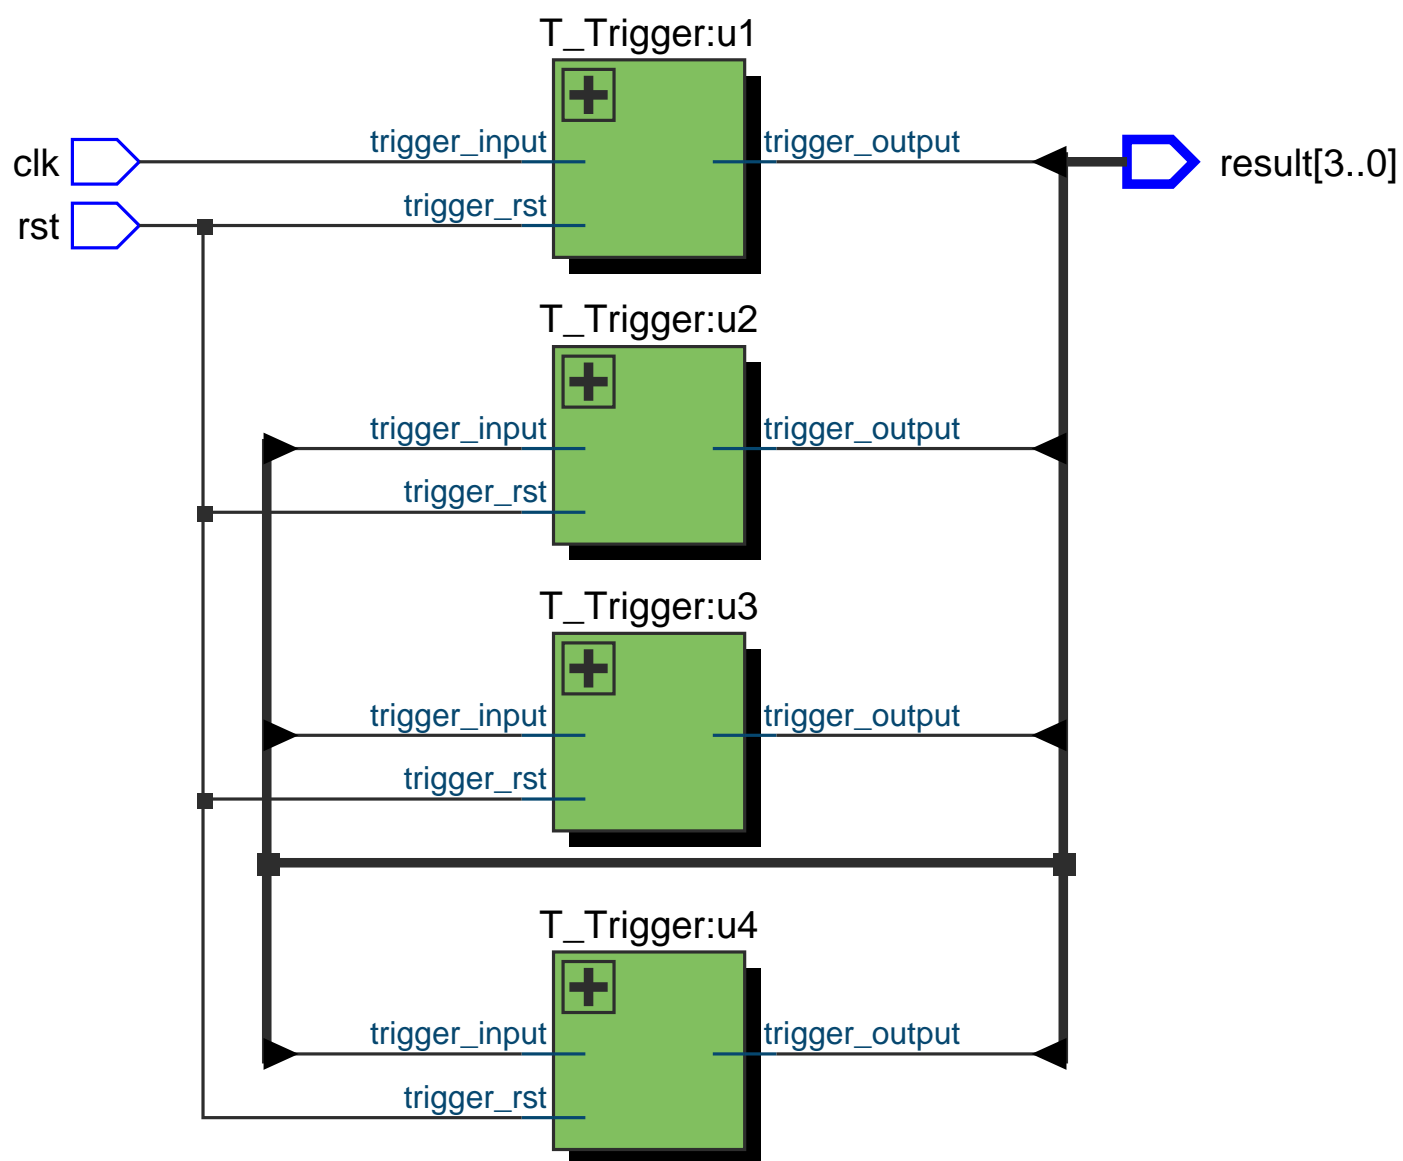 T_Trigger:u1
trigger_input
trigger_output
clk
result[3..0]
trigger_rst
rst
T_Trigger:u2
trigger_input
trigger_output
trigger_rst
T_Trigger:u3
trigger_input
trigger_output
trigger_rst
T_Trigger:u4
trigger_input
trigger_output
trigger_rst